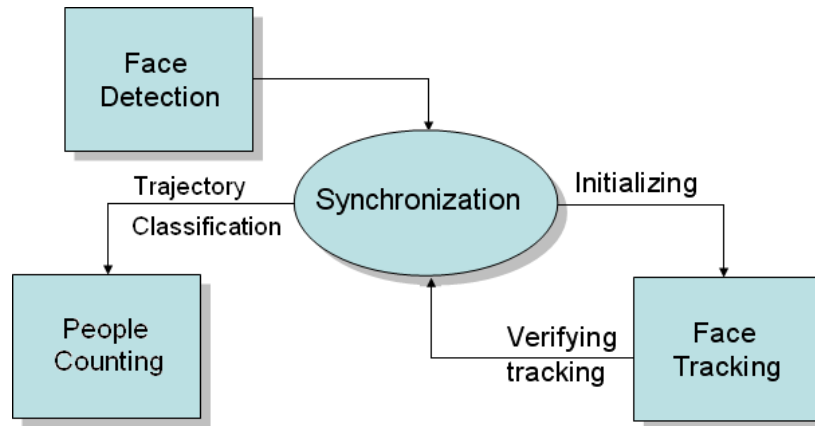 Face
Detection
Synchronization
Initializing
Trajectory
Classification
People
Counting
Verifying
tracking
Face
Tracking